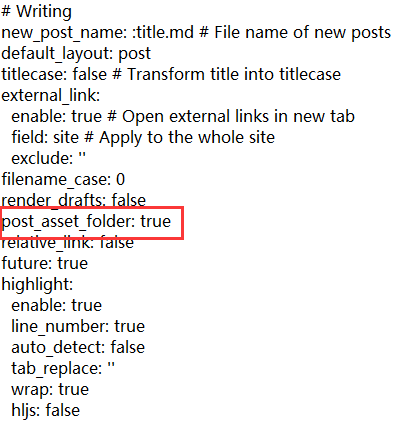 # Writing
new_post_name: :title.md # File name of new posts
default_layout: post
titlecase: false # Transform title into titlecase
external_link:
  enable: true # Open external links in new tab
  field: site # Apply to the whole site
  exclude: ''
filename_case: 0
render_drafts: false
post_asset_folder: true
relative_link: false
future: true
highlight:
  enable: true
  line_number: true
  auto_detect: false
  tab_replace: ''
  wrap: true
  hljs: false